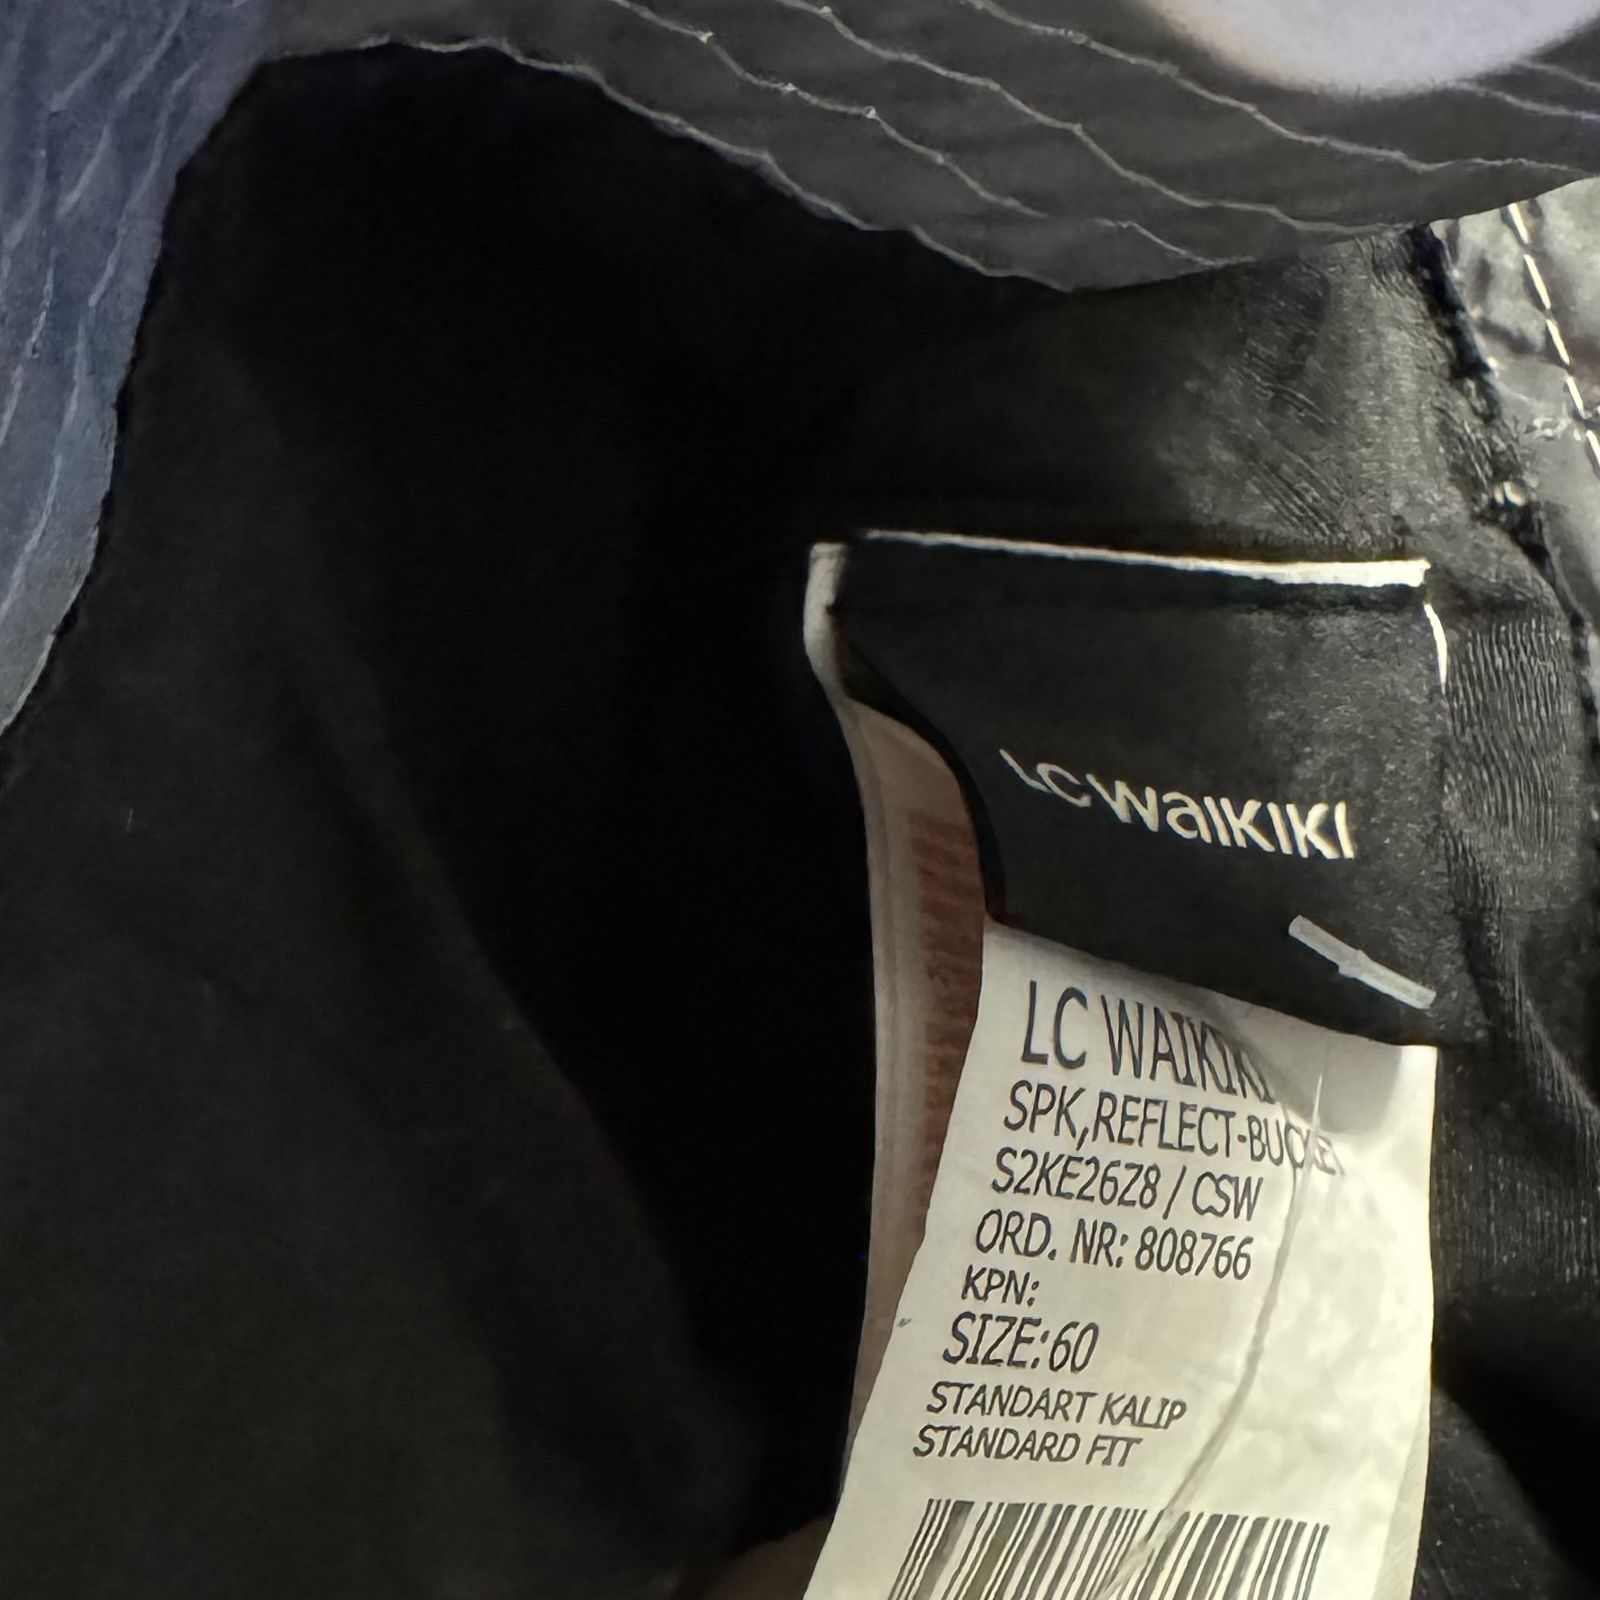 LC WAIKIKI
LC WAIKIKI
SPK,REFLECT-BUCKET
S2KE26Z8 / CSW
ORD. NR: 808766
KPN:
SIZE:60
STANDART KALIP
STANDARD FIT